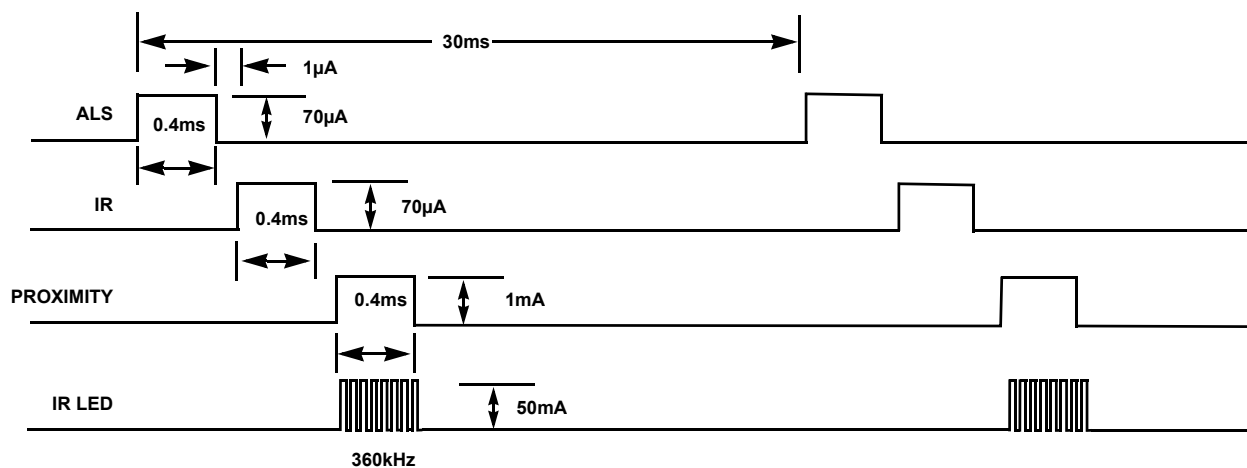 30ms
1µA
ALS
0.4ms
70µA
IR
0.4ms
70µA
PROXIMITY
0.4ms
1mA
IR LED
50mA
360kHz